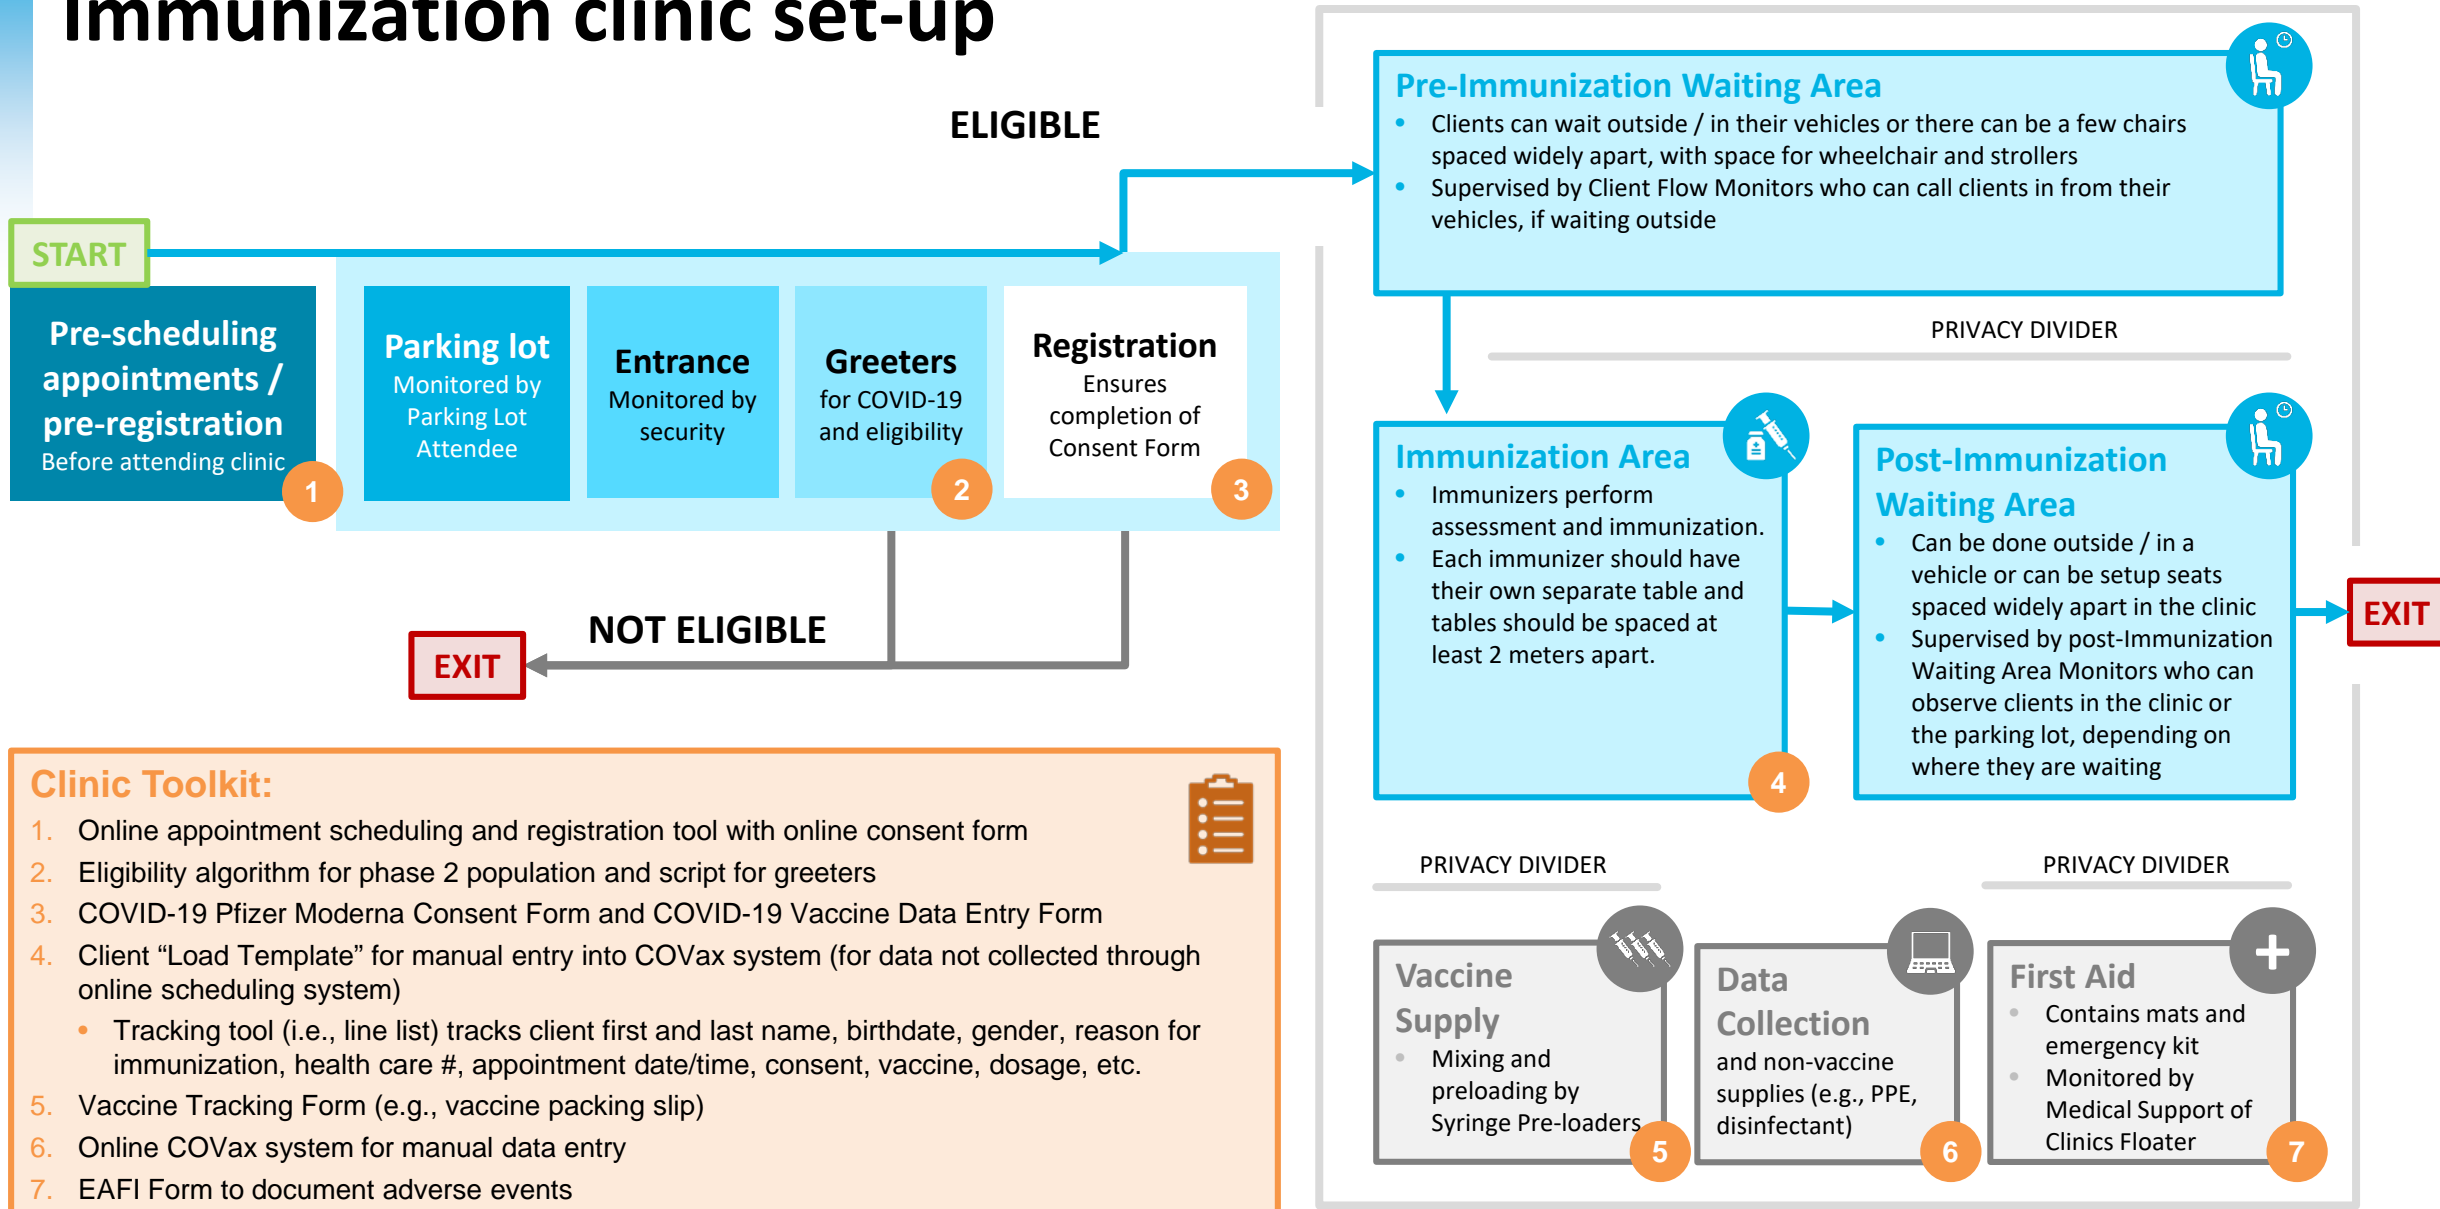 Immunization clinic set-up
ELIGIBLE
START
Pre-scheduling
appointments /
pre-registration
Before attending clinic
1
Parking lot
Monitored by
Parking Lot
Attendee
Entrance
Monitored by
security
Greeters
for COVID-19
and eligibility
2
Registration
Ensures
completion of
Consent Form
3
NOT ELIGIBLE
EXIT
Pre-Immunization Waiting Area
• Clients can wait outside / in their vehicles or there can be a few chairs
spaced widely apart, with space for wheelchair and strollers
• Supervised by Client Flow Monitors who can call clients in from their
vehicles, if waiting outside
PRIVACY DIVIDER
Immunization Area
• Immunizers perform
assessment and immunization.
• Each immunizer should have
their own separate table and
tables should be spaced at
least 2 meters apart.
4
Post-Immunization
Waiting Area
• Can be done outside / in a
vehicle or can be setup seats
spaced widely apart in the clinic
• Supervised by post-Immunization
Waiting Area Monitors who can
observe clients in the clinic or
the parking lot, depending on
where they are waiting
EXIT
PRIVACY DIVIDER
PRIVACY DIVIDER
Vaccine
Supply
• Mixing and
preloading by
Syringe Pre-loaders
5
Data
Collection
and non-vaccine
supplies (e.g., PPE,
disinfectant)
6
First Aid
• Contains mats and
emergency kit
• Monitored by
Medical Support of
Clinics Floater
7
Clinic Toolkit:
1. Online appointment scheduling and registration tool with online consent form
2. Eligibility algorithm for phase 2 population and script for greeters
3. COVID-19 Pfizer Moderna Consent Form and COVID-19 Vaccine Data Entry Form
4. Client “Load Template” for manual entry into COVax system (for data not collected through
online scheduling system)
• Tracking tool (i.e., line list) tracks client first and last name, birthdate, gender, reason for
immunization, health care #, appointment date/time, consent, vaccine, dosage, etc.
5. Vaccine Tracking Form (e.g., vaccine packing slip)
6. Online COVax system for manual data entry
7. EAFI Form to document adverse events